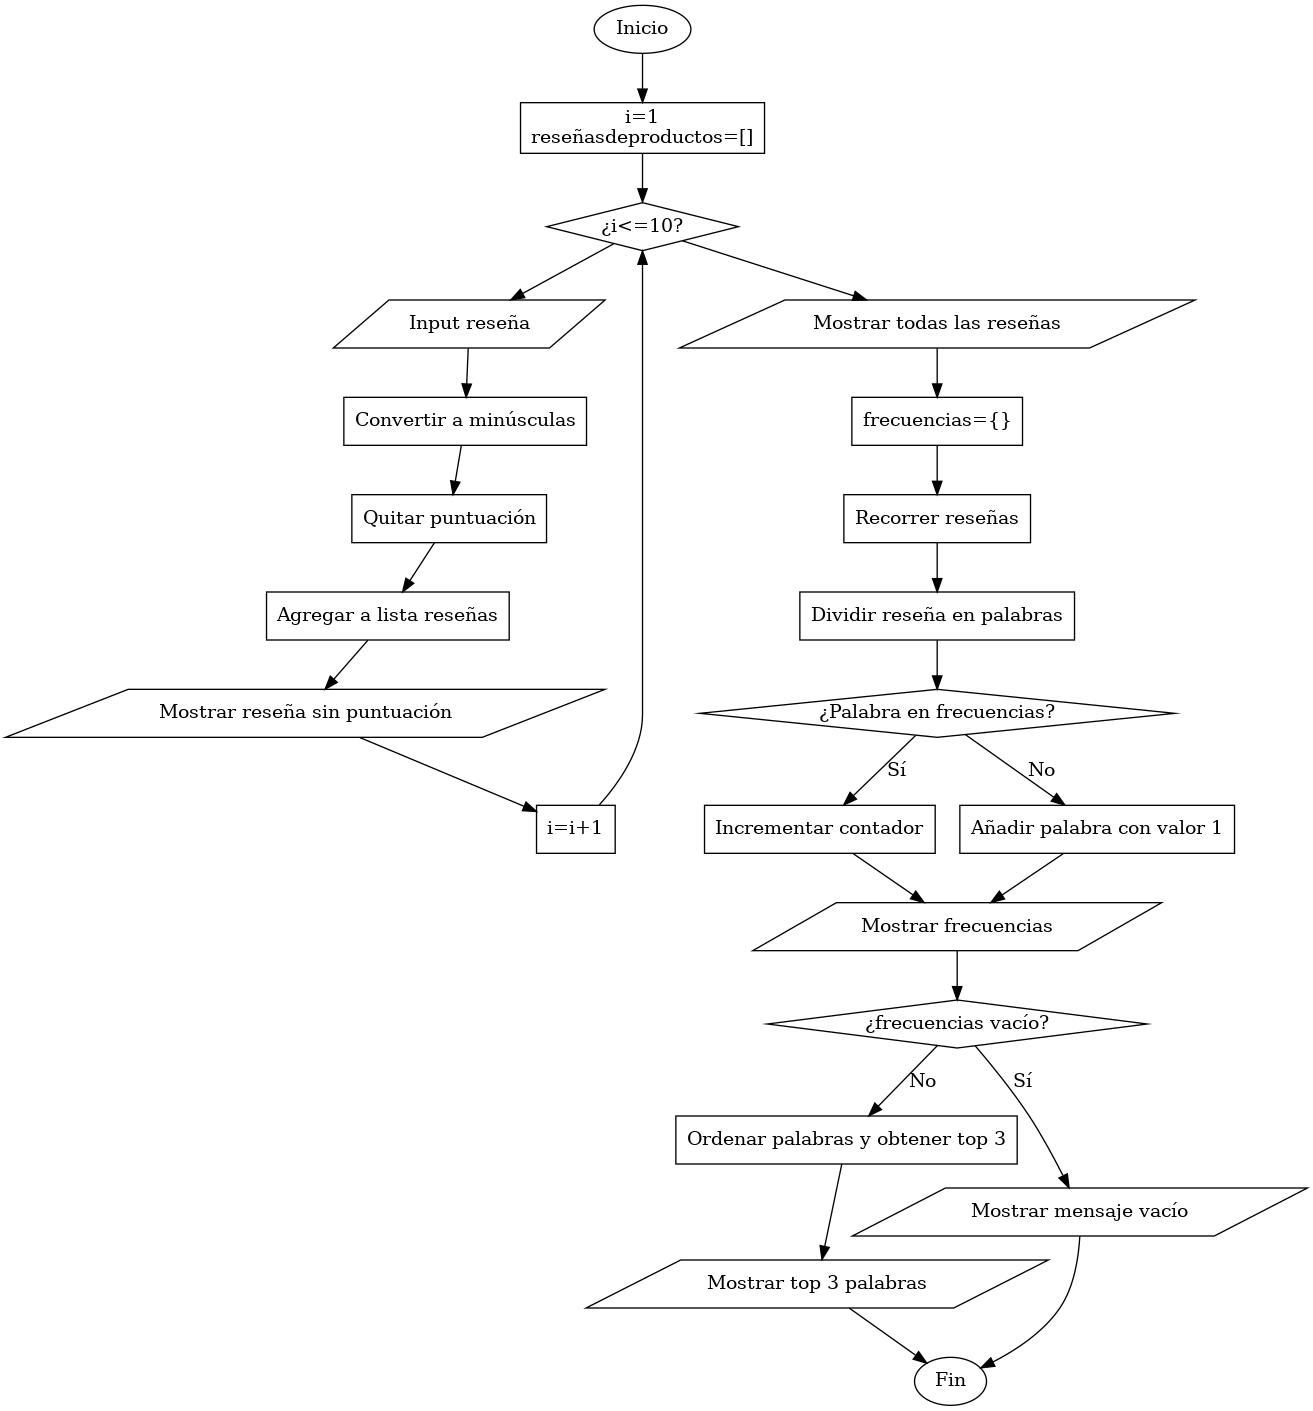 Inicio
i=1
reseñasdeproductos=[]
¿i<=10?
Input reseña
Mostrar todas las reseñas
Convertir a minúsculas
frecuencias={}
Quitar puntuación
Recorrer reseñas
Agregar a lista reseñas
Dividir reseña en palabras
Mostrar reseña sin puntuación
¿Palabra en frecuencias?
Sí
No
i=i+1
Incrementar contador
Añadir palabra con valor 1
Mostrar frecuencias
¿frecuencias vacío?
No
Sí
Ordenar palabras y obtener top 3
Mostrar mensaje vacío
Mostrar top 3 palabras
Fin